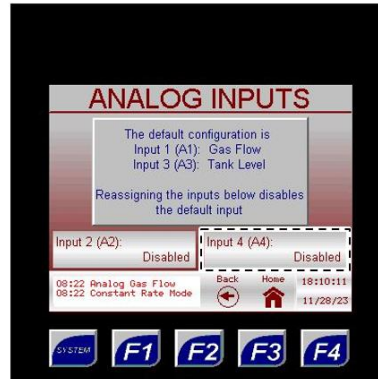 ANALOG INPUTS
The default configuration is
Input 1 (A1): Gas Flow
Input 3 (A3): Tank Level
Reassigning the inputs below disables
the default input
Input 2 (A2):
Disabled
Input 4 (A4):
Disabled
08:22 Analog Gas Flow
08:22 Constant Rate Mode
Back
Home
18:10:11
11/28/23
SYSTEM
F1
F2
F3
F4